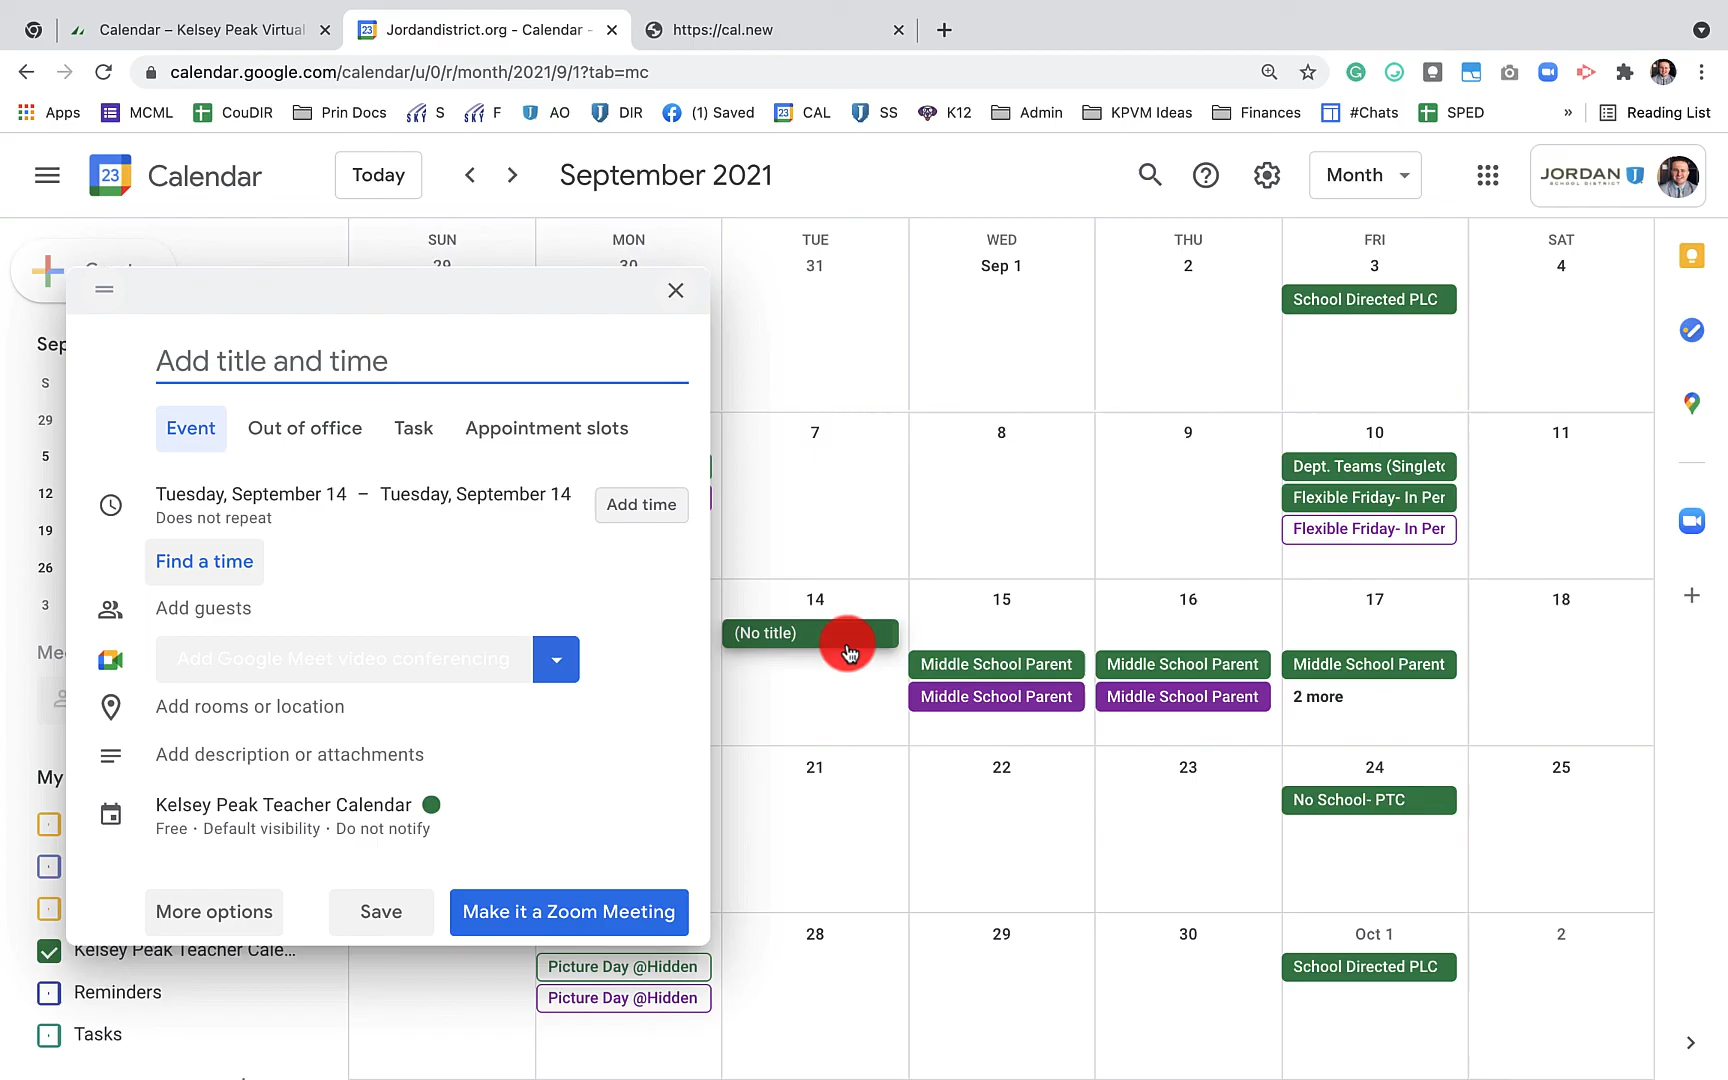 Calendar – Kelsey Peak Virtual
Jordandistrict.org - Calendar -
https://cal.new
calendar.google.com/calendar/u/0/r/month/2021/9/1?tab=mc
Apps
MCML
CouDIR
Prin Docs
S
F
AO
DIR
(1) Saved
CAL
SS
K12
Admin
KPVM Ideas
Finances
#Chats
SPED
»
Reading List
23
Calendar
Today
September 2021
Month
JORDAN
SCHOOL DISTRICT
SUN
MON
TUE
WED
THU
FRI
SAT
29
30
31
Sep 1
2
3
4
School Directed PLC
Sep
S
29
5
12
19
26
3
Add title and time
Event
Out of office
Task
Appointment slots
Tuesday, September 14 – Tuesday, September 14
Does not repeat
Add time
Find a time
Add guests
Add Google Meet video conferencing
Add rooms or location
Add description or attachments
Kelsey Peak Teacher Calendar
Free · Default visibility · Do not notify
More options
Save
Make it a Zoom Meeting
7
8
9
10
11
Dept. Teams (Singleto
Flexible Friday- In Per
Flexible Friday- In Per
14
15
16
17
18
(No title)
Middle School Parent
Middle School Parent
Middle School Parent
Middle School Parent
Middle School Parent
2 more
21
22
23
24
25
No School- PTC
28
29
30
Oct 1
2
Picture Day @Hidden
Picture Day @Hidden
School Directed PLC
Mee
My
Kelsey Peak Teacher Cale...
Reminders
Tasks